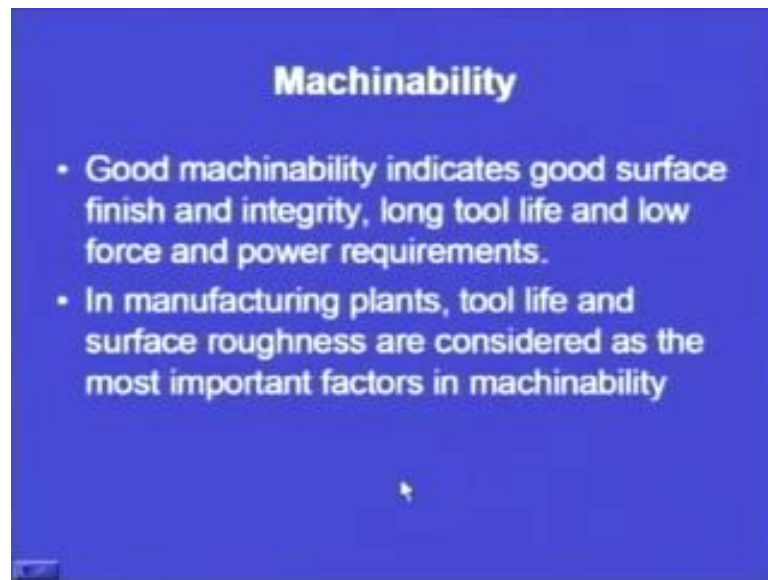 Machinability
• Good machinability indicates good surface
finish and integrity, long tool life and low
force and power requirements.
• In manufacturing plants, tool life and
surface roughness are considered as the
most important factors in machinability